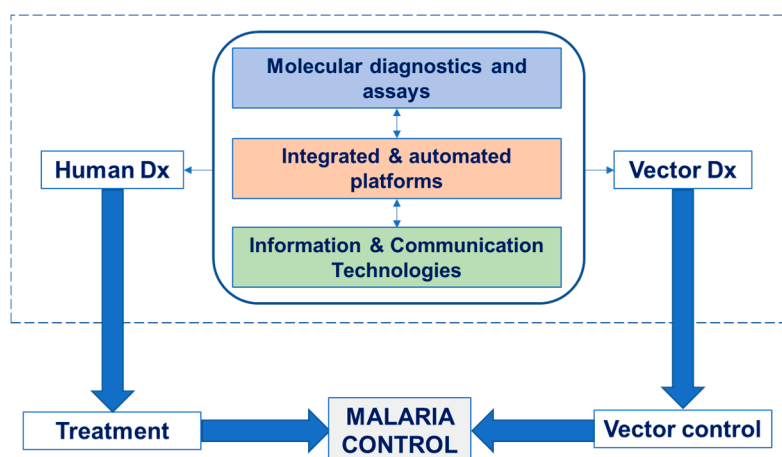 Molecular diagnostics and
assays
Human Dx
Integrated & automated
platforms
Vector Dx
Information & Communication
Technologies
Treatment
MALARIA
CONTROL
Vector control